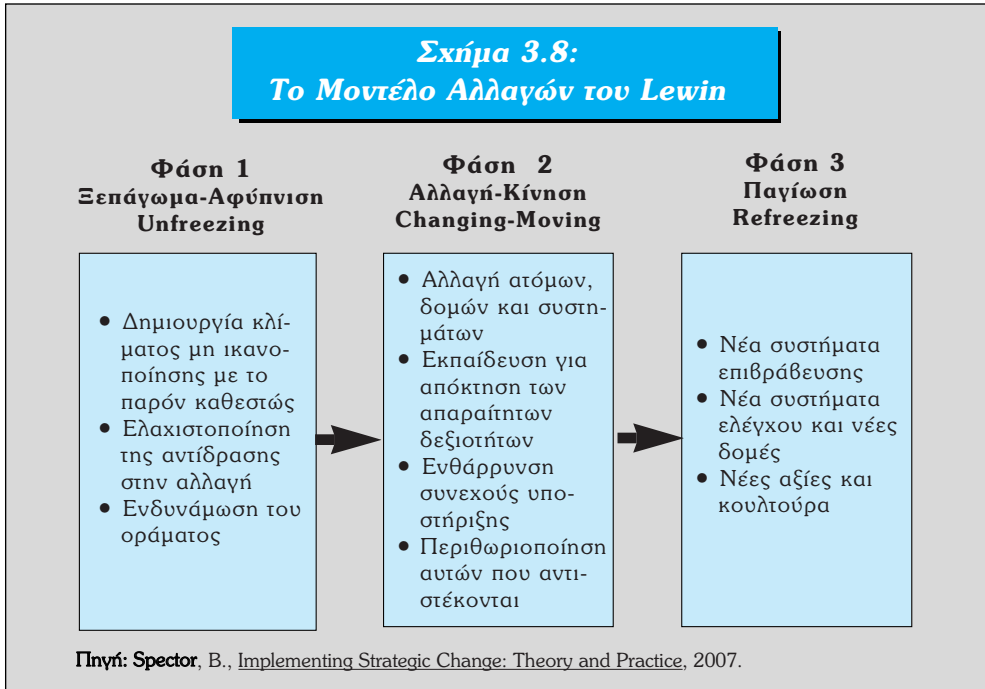 Σχήμα 3.8:
Το Μοντέλο Αλλαγών του Lewin
Φάση 1
Ξεπάγωμα-Αφύπνιση
Unfreezing
Φάση 2
Αλλαγή-Κίνηση
Changing-Moving
Φάση 3
Παγίωση
Refreezing
• Δημιουργία κλί-
ματος μη ικανο-
ποίησης με το
παρόν καθεστώς
• Ελαχιστοποίηση
της αντίδρασης
στην αλλαγή
• Ενδυνάμωση του
οράματος
• Αλλαγή ατόμων,
δομών και συστη-
μάτων
• Εκπαίδευση για
απόκτηση των
απαραίτητων
δεξιοτήτων
• Ενθάρρυνση
συνεχούς υπο-
στήριξης
• Περιθωριοποίηση
αυτών που αντι-
στέκονται
• Νέα συστήματα
επιβράβευσης
• Νέα συστήματα
ελέγχου και νέες
δομές
• Νέες αξίες και
κουλτούρα
Πηγή: Spector, B., Implementing Strategic Change: Theory and Practice, 2007.